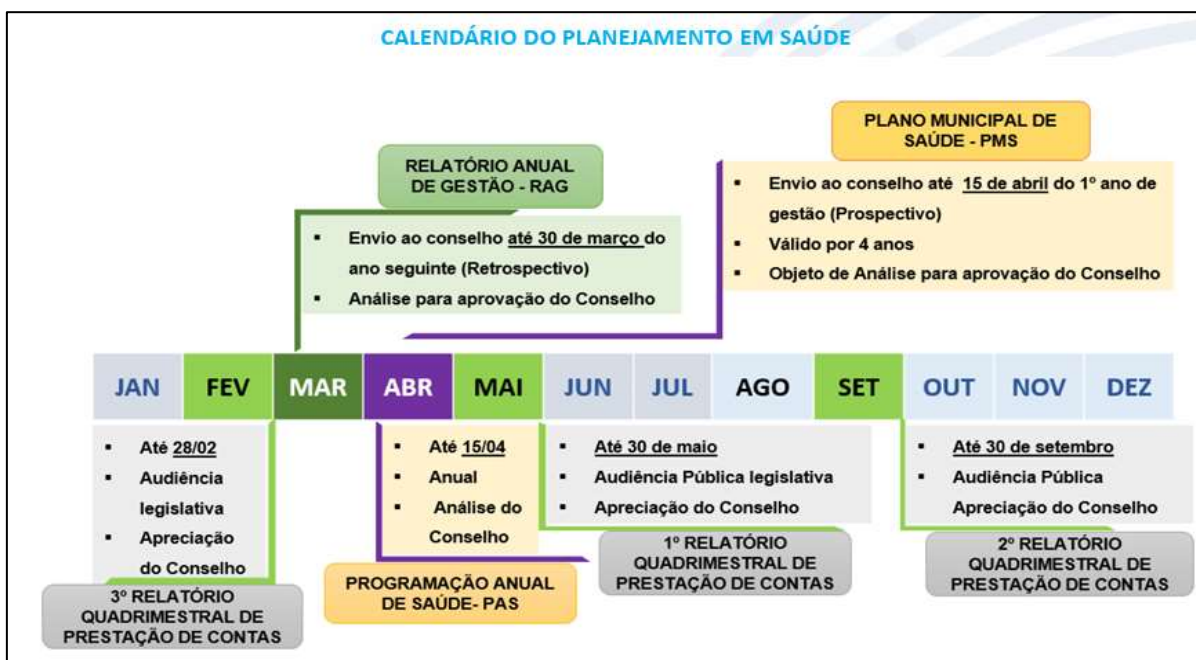 CALENDÁRIO DO PLANEJAMENTO EM SAÚDE
PLANO MUNICIPAL DE
SAÚDE - PMS
▪ Envio ao conselho até 15 de abril do 1º ano de
gestão (Prospectivo)
▪ Válido por 4 anos
▪ Objeto de Análise para aprovação do Conselho
RELATÓRIO ANUAL
DE GESTÃO - RAG
▪ Envio ao conselho até 30 de março do
ano seguinte (Retrospectivo)
▪ Análise para aprovação do Conselho
JAN FEV MAR ABR MAI JUN JUL AGO SET OUT NOV DEZ
▪ Até 28/02
▪ Audiência
legislativa
▪ Apreciação
do Conselho
3º RELATÓRIO
QUADRIMESTRAL DE
PRESTAÇÃO DE CONTAS
▪ Até 15/04
▪ Anual
▪ Análise do
Conselho
PROGRAMAÇÃO ANUAL
DE SAÚDE- PAS
▪ Até 30 de maio
▪ Audiência Pública legislativa
▪ Apreciação do Conselho
1º RELATÓRIO
QUADRIMESTRAL DE
PRESTAÇÃO DE CONTAS
▪ Até 30 de setembro
▪ Audiência Pública
Apreciação do Conselho
2º RELATÓRIO
QUADRIMESTRAL DE
PRESTAÇÃO DE CONTAS